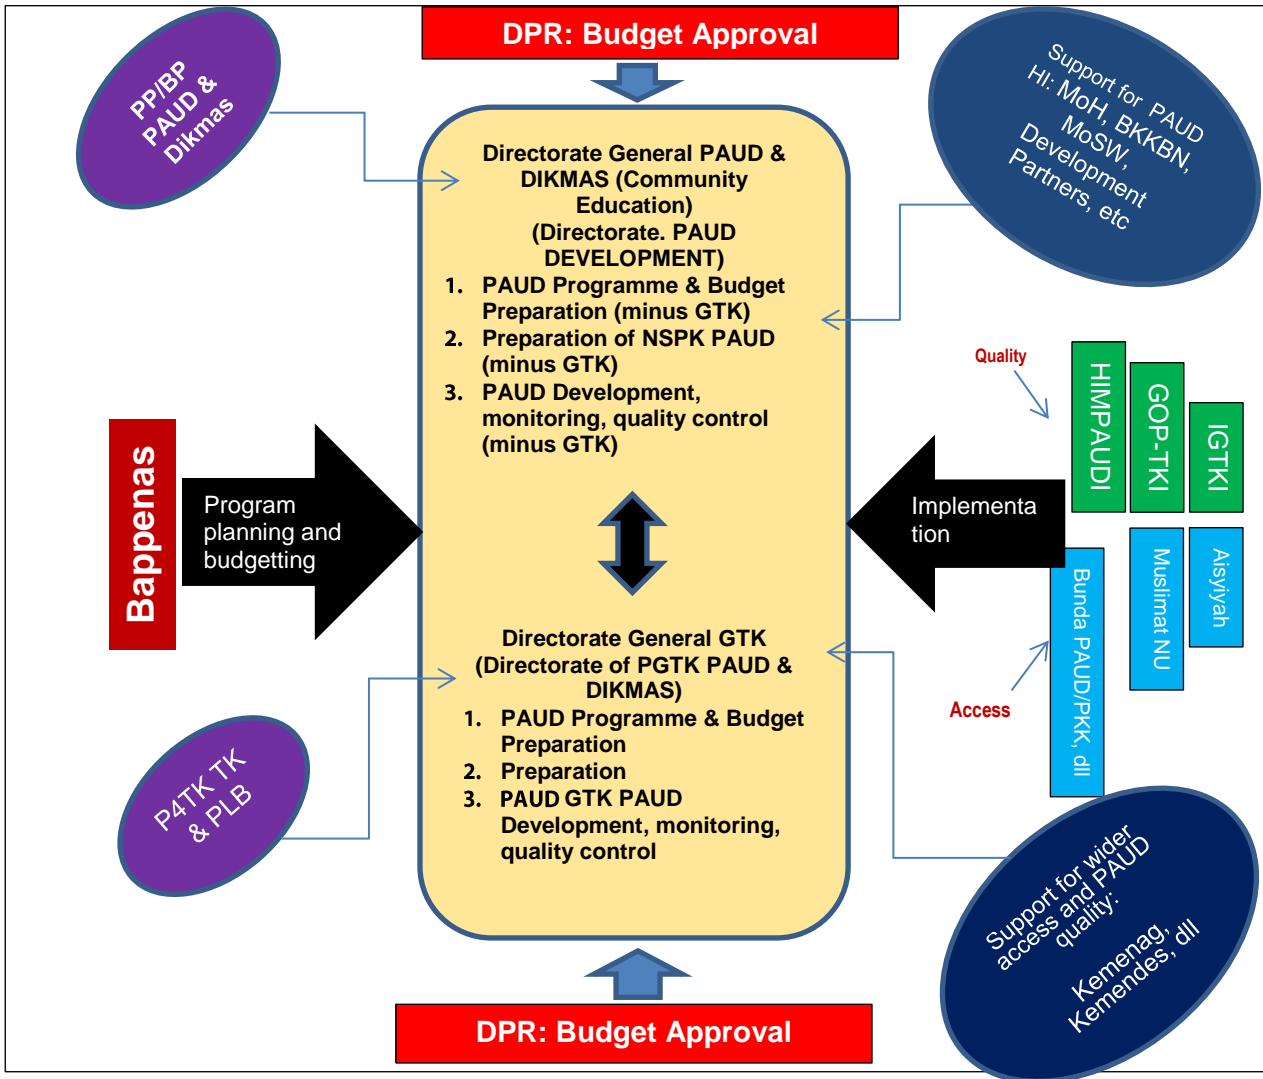 DPR: Budget Approval
PP/BP
PAUD &
Dikmas
Support for PAUD
HI: MoH, BKKBN,
MoSW,
Development
Partners, etc
Directorate General PAUD &
DIKMAS (Community
Education)
(Directorate. PAUD
DEVELOPMENT)
1. PAUD Programme & Budget
Preparation (minus GTK)
2. Preparation of NSPK PAUD
(minus GTK)
3. PAUD Development,
monitoring, quality control
(minus GTK)
Quality
HIMPAUDI
GOP-TKI
IGTKI
Bappenas
Program
planning and
budgetting
Implementa
tion
Bunda PAUD/PKK, dll
Muslimat NU
Aisyiyah
Access
Directorate General GTK
(Directorate of PGTK PAUD &
DIKMAS)
1. PAUD Programme & Budget
Preparation
2. Preparation
3. PAUD GTK PAUD
Development, monitoring,
quality control
P4TK TK
& PLB
Support for wider
access and PAUD
quality:
Kemenag,
Kemendes, dll
DPR: Budget Approval